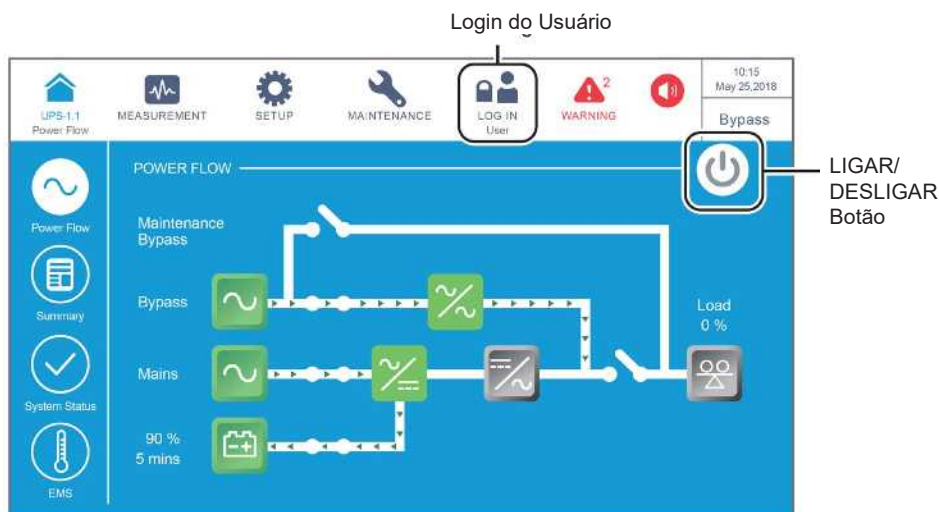 Login do Usuário
UPS-1.1
Power Flow
MEASUREMENT
SETUP
MAINTENANCE
LOG IN
User
2
WARNING
10:15
May 25,2018
Bypass
POWER FLOW
LIGAR/
DESLIGAR
Botão
Power Flow
Maintenance
Bypass
Summary
Bypass
Load
0 %
Mains
System Status
90 %
5 mins
EMS